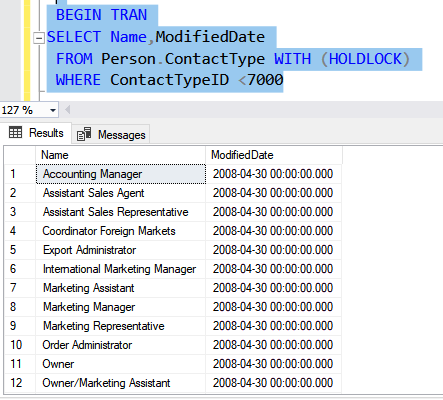 BEGIN TRAN
SELECT Name,ModifiedDate
FROM Person.ContactType WITH (HOLDLOCK)
WHERE ContactTypeID <7000
127 %
Results Messages
Name ModifiedDate
1 Accounting Manager 2008-04-30 00:00:00.000
2 Assistant Sales Agent 2008-04-30 00:00:00.000
3 Assistant Sales Representative 2008-04-30 00:00:00.000
4 Coordinator Foreign Markets 2008-04-30 00:00:00.000
5 Export Administrator 2008-04-30 00:00:00.000
6 International Marketing Manager 2008-04-30 00:00:00.000
7 Marketing Assistant 2008-04-30 00:00:00.000
8 Marketing Manager 2008-04-30 00:00:00.000
9 Marketing Representative 2008-04-30 00:00:00.000
10 Order Administrator 2008-04-30 00:00:00.000
11 Owner 2008-04-30 00:00:00.000
12 Owner/Marketing Assistant 2008-04-30 00:00:00.000